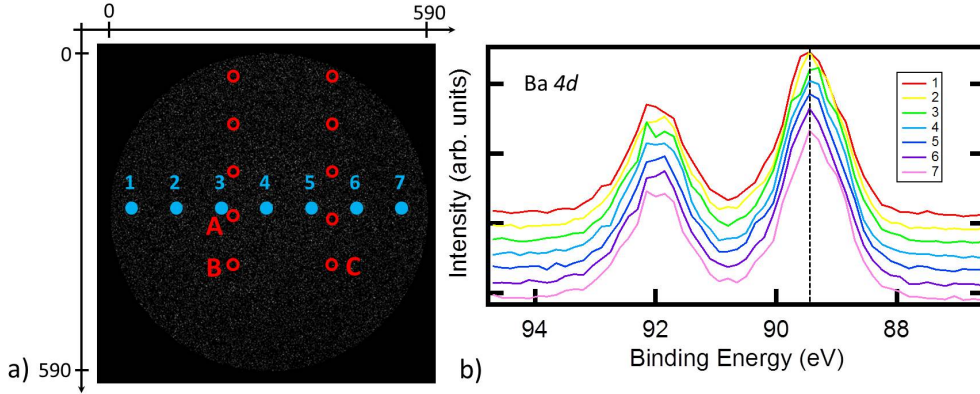 0
590
0
1 2 3 4 5 6 7
A
B
C
590
a)
Ba 4d
1
2
3
4
5
6
7
Intensity (arb. units)
94
92
90
88
Binding Energy (eV)
b)